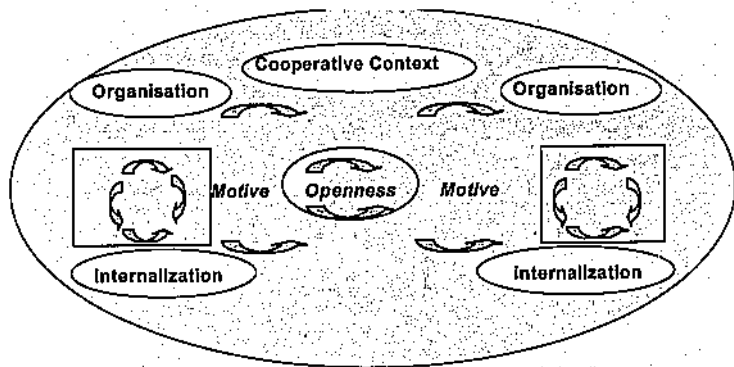 Cooperative Context
Organisation
Organisation
Motive
Openness
Motive
Internalization
Internalization